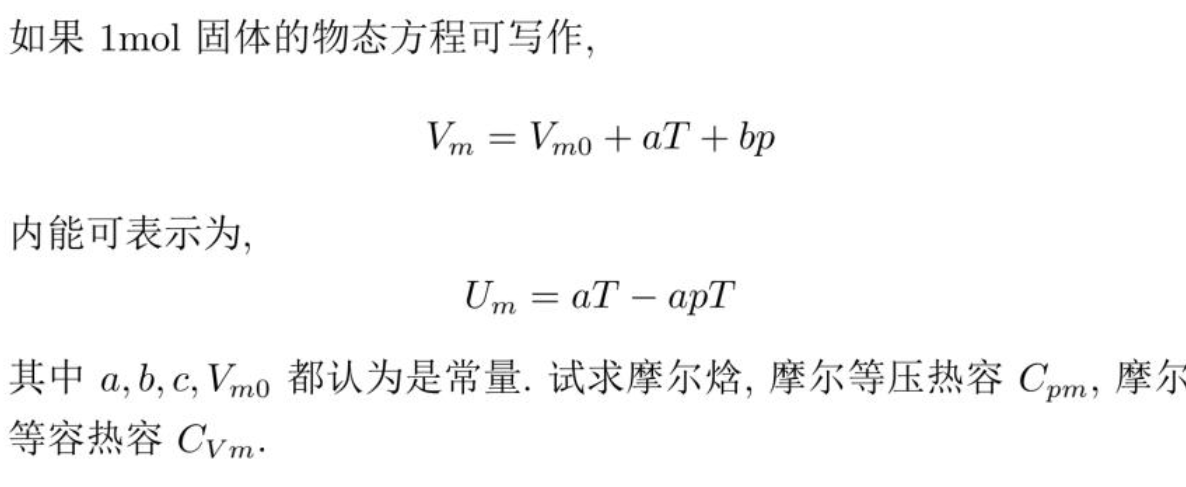 如果 1mol 固体的物态方程可写作,
V_m = V_{m0} + aT + bp
内能可表示为,
U_m = aT − apT
其中 a, b, c, V_{m0} 都认为是常量. 试求摩尔焓, 摩尔等压热容 C_{pm}, 摩尔
等容热容 C_{Vm}.